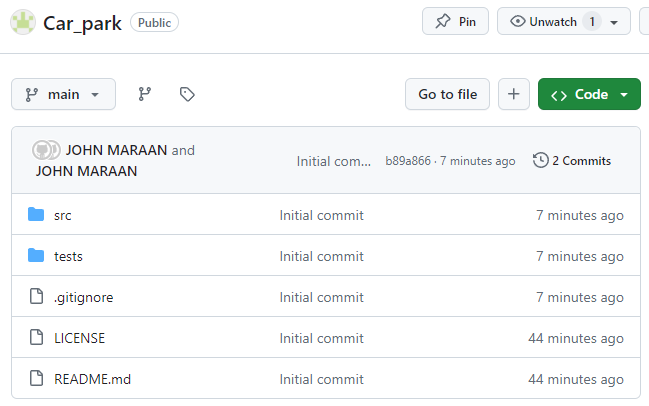 Car_park Public Pin Unwatch 1
main Go to file + Code
JOHN MARAAN and
JOHN MARAAN
Initial com... b89a866 · 7 minutes ago 2 Commits
src Initial commit 7 minutes ago
tests Initial commit 7 minutes ago
.gitignore Initial commit 7 minutes ago
LICENSE Initial commit 44 minutes ago
README.md Initial commit 44 minutes ago